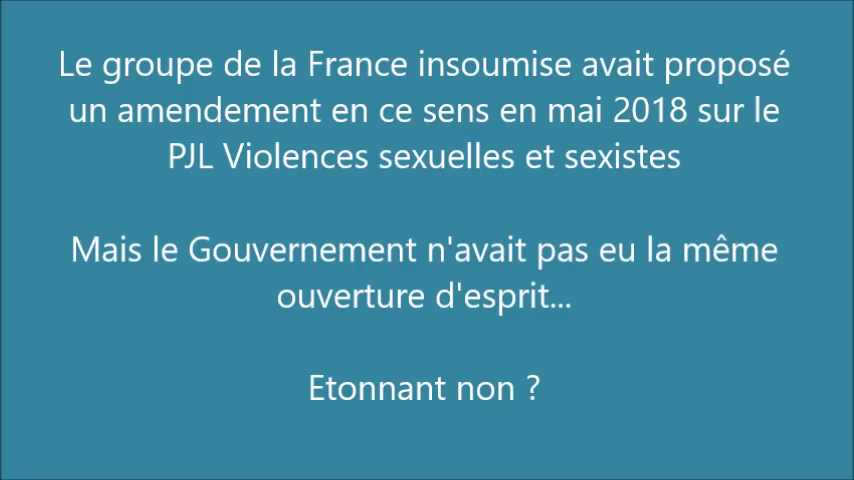 Le groupe de la France insoumise avait proposé
un amendement en ce sens en mai 2018 sur le
PJL Violences sexuelles et sexistes
Mais le Gouvernement n'avait pas eu la même
ouverture d'esprit...
Etonnant non ?